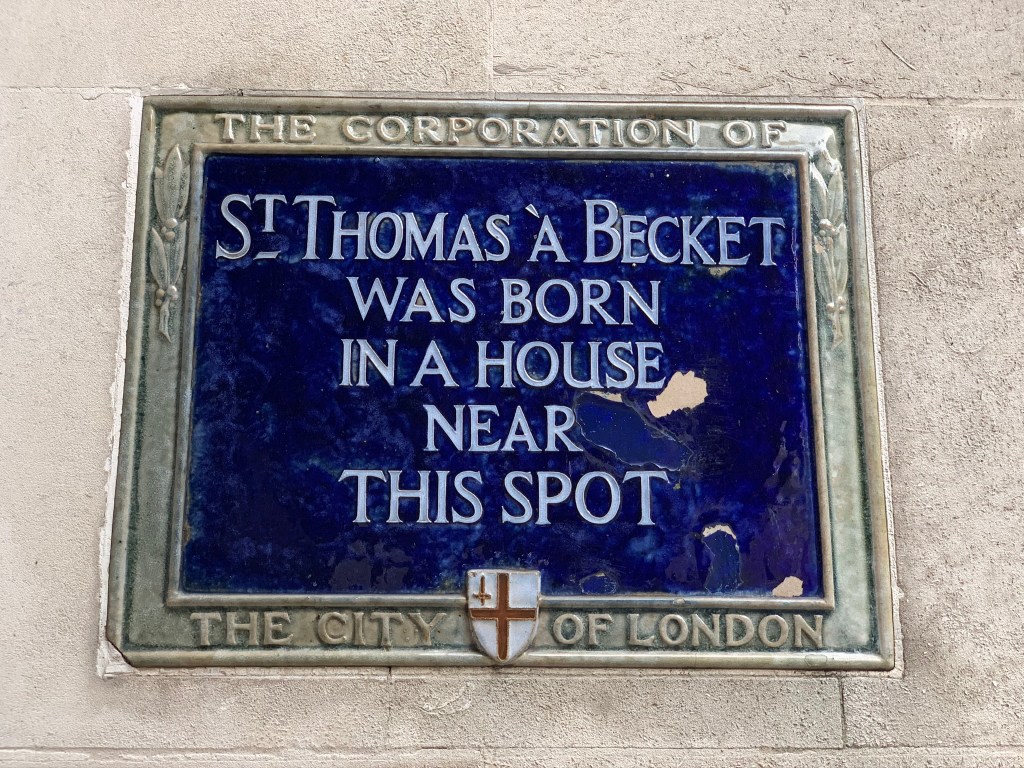 THE CORPORATION OF
ST THOMAS À BECKET
WAS BORN
IN A HOUSE
NEAR
THIS SPOT
THE CITY OF LONDON